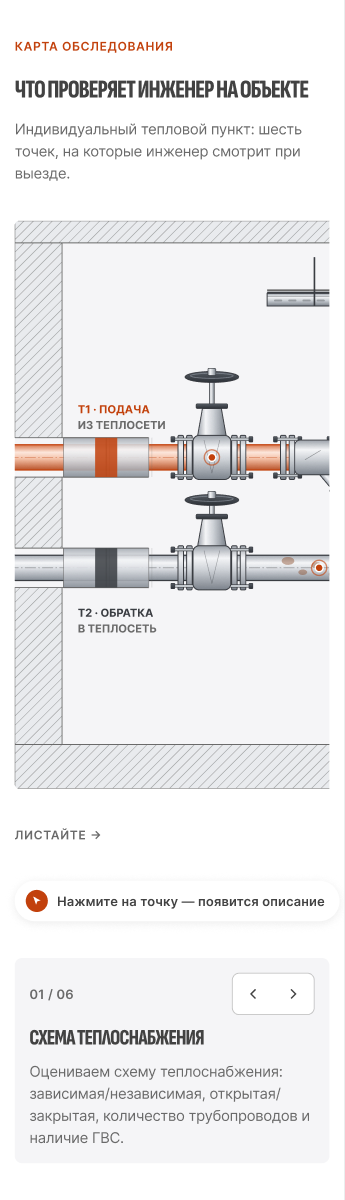 КАРТА ОБСЛЕДОВАНИЯ
ЧТО ПРОВЕРЯЕТ ИНЖЕНЕР НА ОБЪЕКТЕ
Индивидуальный тепловой пункт: шесть
точек, на которые инженер смотрит при
выезде.
Т1 · ПОДАЧА
ИЗ ТЕПЛОСЕТИ
Т2 · ОБРАТКА
В ТЕПЛОСЕТЬ
ЛИСТАЙТЕ →
Нажмите на точку — появится описание
01 / 06
СХЕМА ТЕПЛОСНАБЖЕНИЯ
Оцениваем схему теплоснабжения:
зависимая/независимая, открытая/
закрытая, количество трубопроводов и
наличие ГВС.